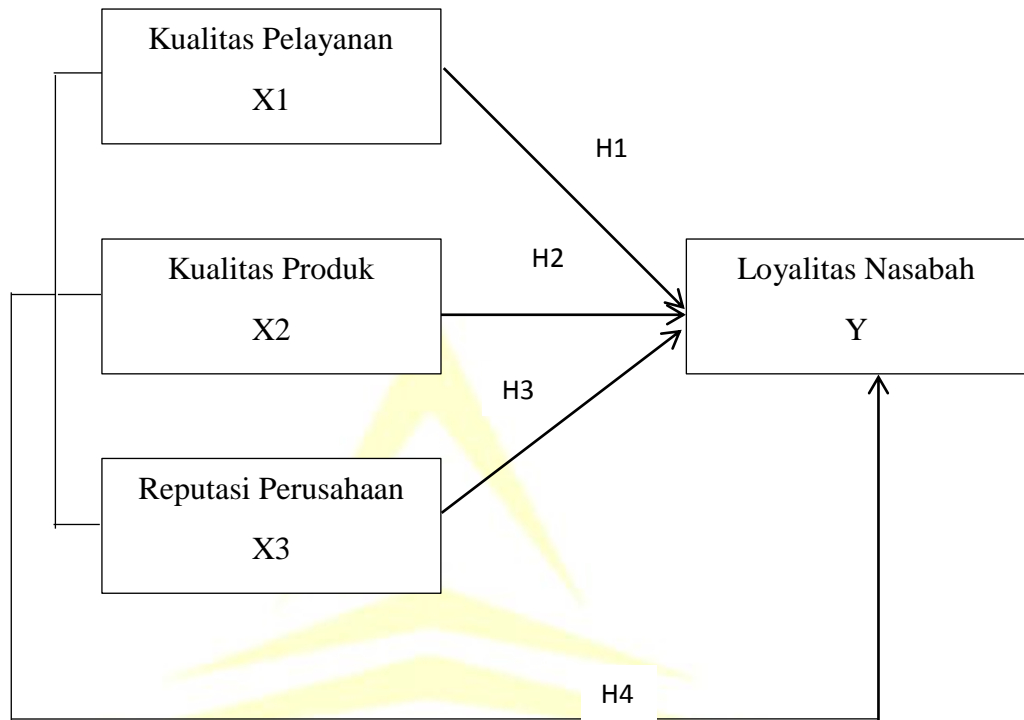 Kualitas Pelayanan
X1
H1
Kualitas Produk
X2
H2
Loyalitas Nasabah
Y
H3
Reputasi Perusahaan
X3
H4